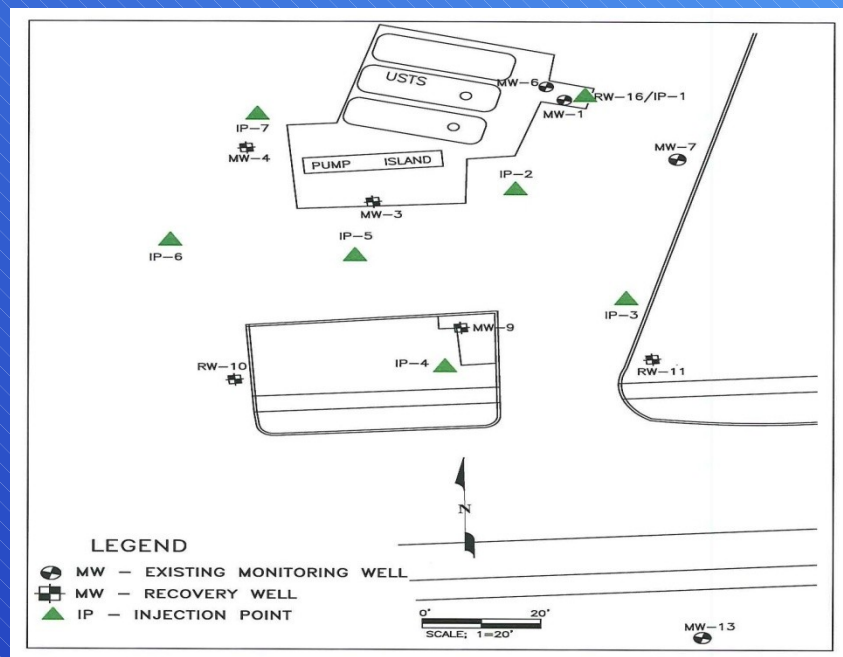 USTS
MW-6
RW-16/IP-1
MW-1
IP-7
MW-4
PUMP ISLAND
MW-7
IP-2
MW-3
IP-5
IP-6
IP-3
MW-9
RW-10
IP-4
RW-11
N
LEGEND
MW - EXISTING MONITORING WELL
MW - RECOVERY WELL
IP - INJECTION POINT
0' 20'
SCALE; 1=20'
MW-13